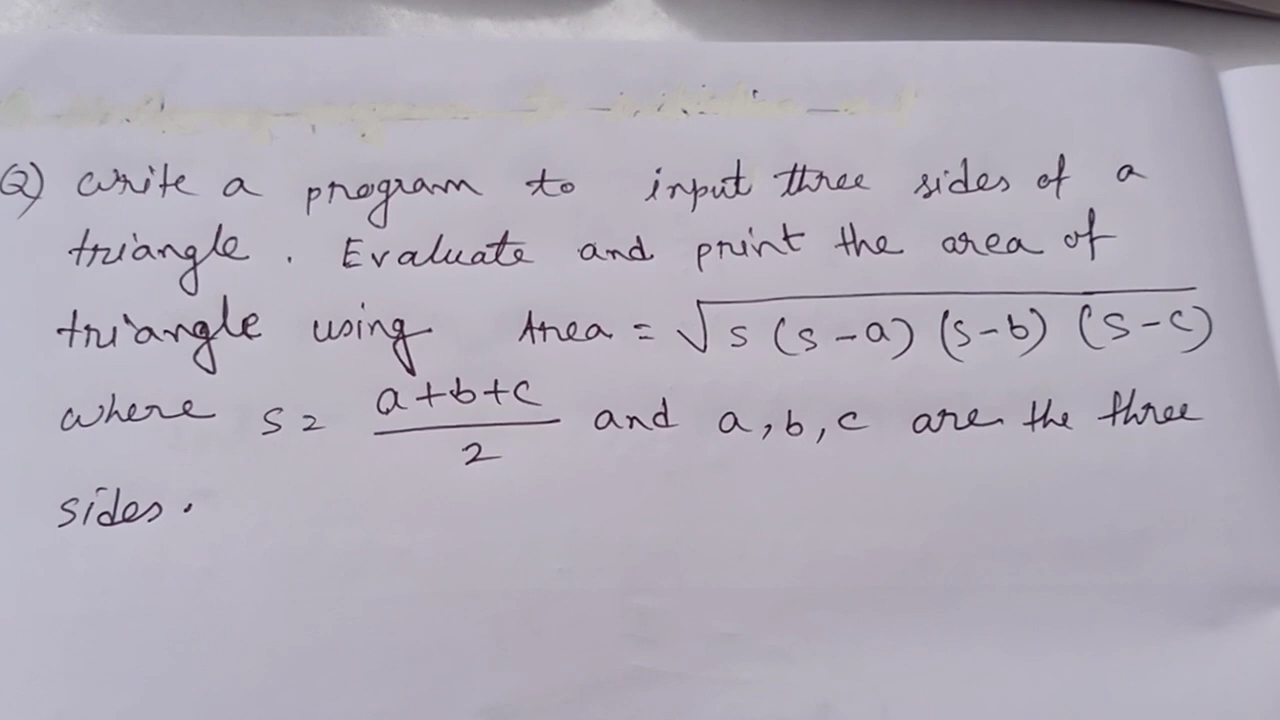 Q) Write a program to input three sides of a
triangle. Evaluate and print the area of
triangle using Area = √s (s-a) (s-b) (s-c)
where s = a+b+c/2 and a, b, c are the three
sides.